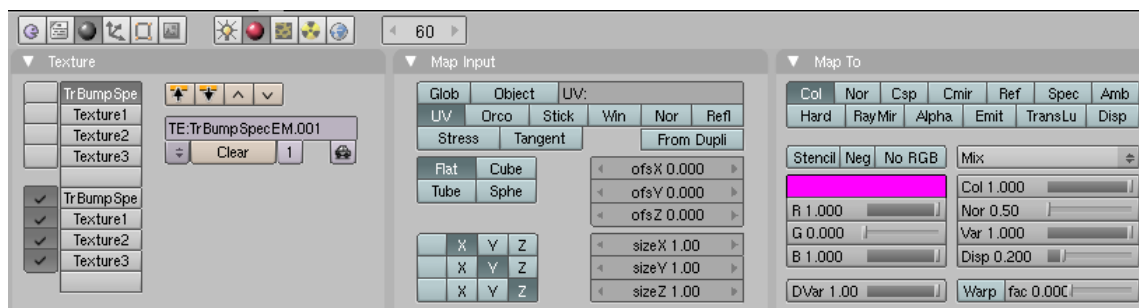 60
Texture
TrBumpSpe
Texture1
Texture2
Texture3
TrBumpSpe
Texture1
Texture2
Texture3
TE:TrBumpSpecEM.001
Clear 1
Map Input
Glob Object UV:
UV Orco Stick Win Nor Refl
Stress Tangent From Dupli
Flat Cube
Tube Sphe
ofsX 0.000
ofsY 0.000
ofsZ 0.000
X Y Z
X Y Z
X Y Z
sizeX 1.00
sizeY 1.00
sizeZ 1.00
Map To
Col Nor Csp Cmir Ref Spec Amb
Hard RayMir Alpha Emit TransLu Disp
Stencil Neg No RGB
R 1.000
G 0.000
B 1.000
DVar 1.00
Mix
Col 1.000
Nor 0.50
Var 1.000
Disp 0.200
Warp fac 0.000